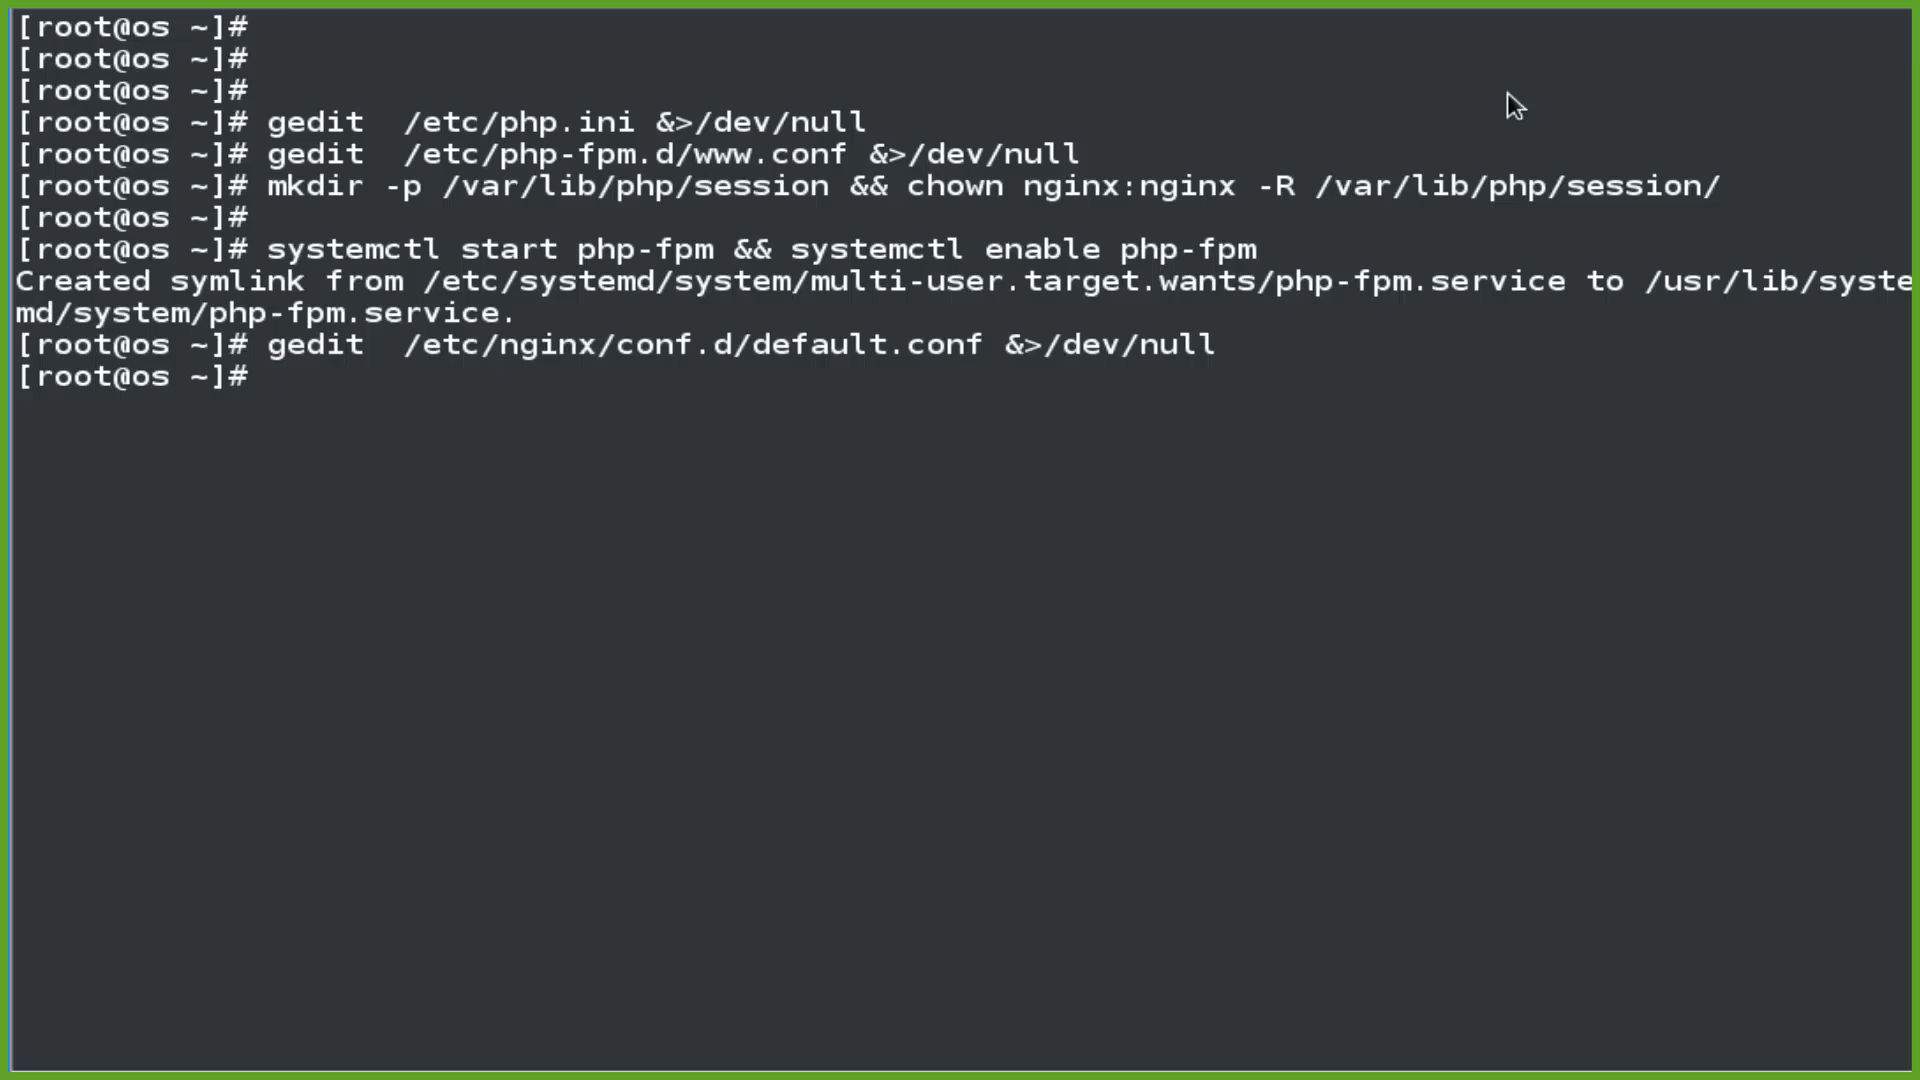 [root@os ~]#
[root@os ~]#
[root@os ~]#
[root@os ~]# gedit  /etc/php.ini &>/dev/null
[root@os ~]# gedit  /etc/php-fpm.d/www.conf &>/dev/null
[root@os ~]# mkdir -p /var/lib/php/session && chown nginx:nginx -R /var/lib/php/session/
[root@os ~]#
[root@os ~]# systemctl start php-fpm && systemctl enable php-fpm
Created symlink from /etc/systemd/system/multi-user.target.wants/php-fpm.service to /usr/lib/syste
md/system/php-fpm.service.
[root@os ~]# gedit  /etc/nginx/conf.d/default.conf &>/dev/null
[root@os ~]#